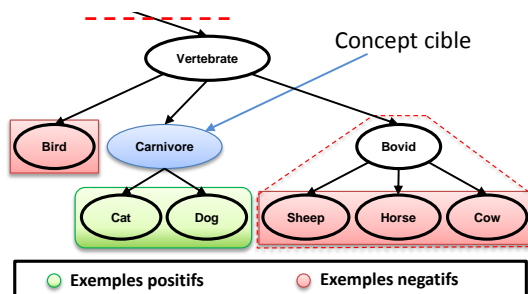 Concept cible
Vertebrate
Bird
Carnivore
Bovid
Cat
Dog
Sheep
Horse
Cow
Exemples positifs
Exemples negatifs